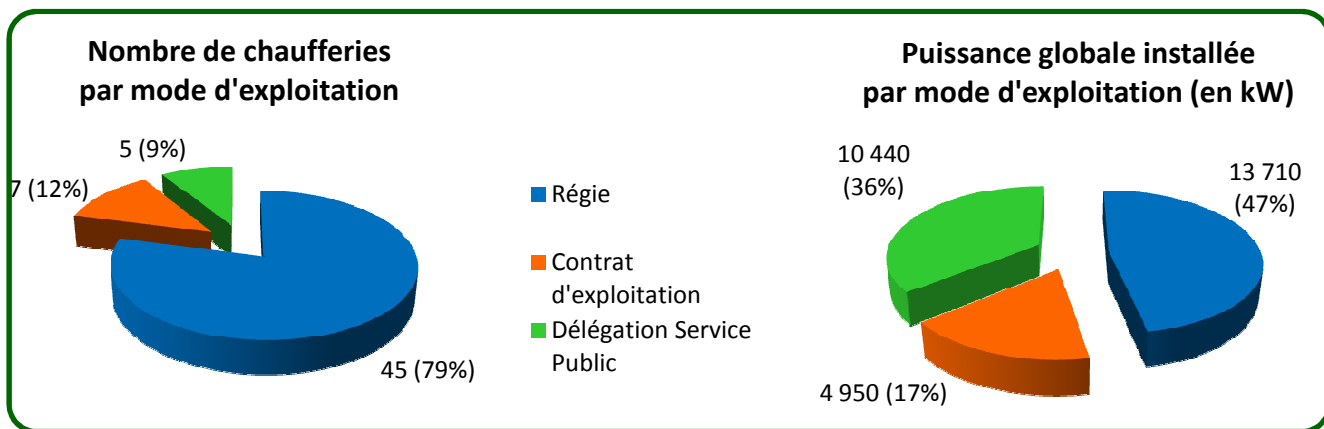 Nombre de chaufferies
par mode d'exploitation
5 (9%)
7 (12%)
45 (79%)
Régie
Contrat
d'exploitation
Délégation Service
Public
Puissance globale installée
par mode d'exploitation (en kW)
10 440
(36%)
13 710
(47%)
4 950 (17%)